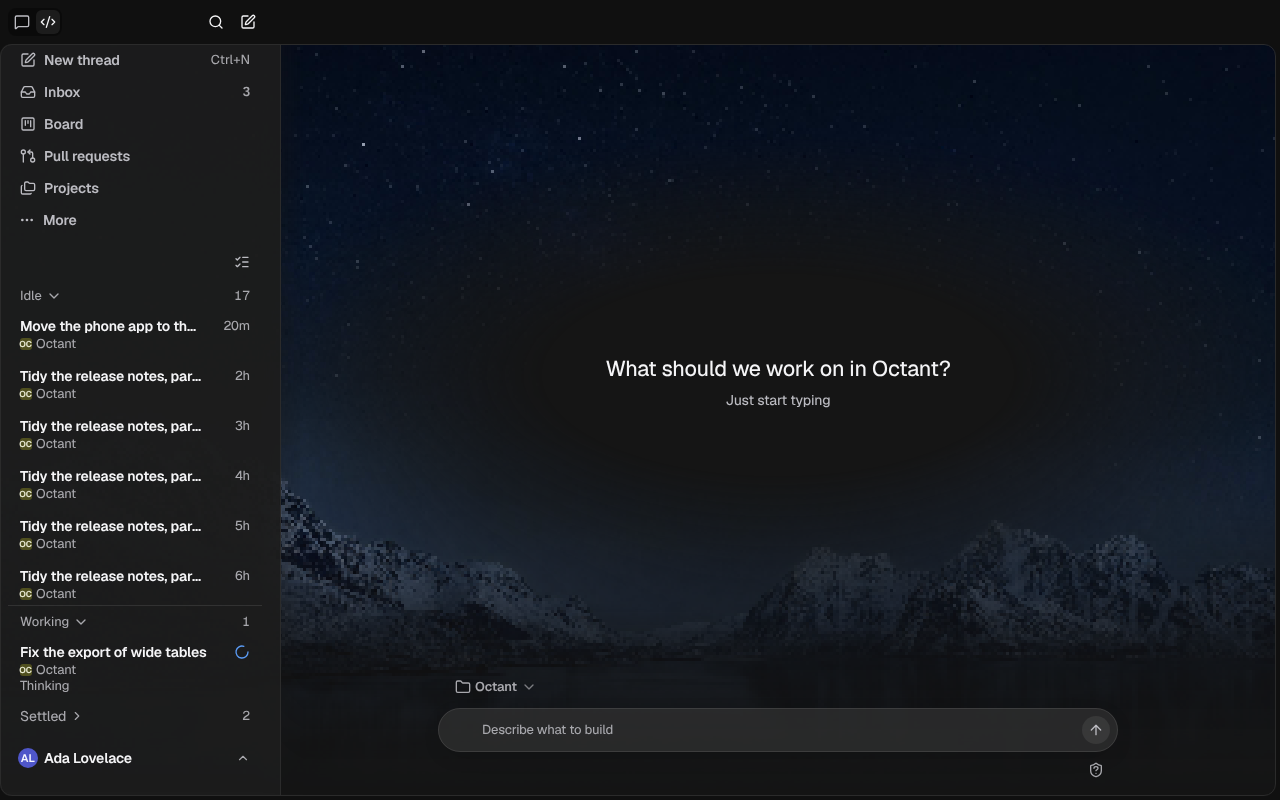 New thread Ctrl+N
Inbox 3
Board
Pull requests
Projects
More
Idle 17
Move the phone app to th... 20m
OC Octant
Tidy the release notes, par... 2h
OC Octant
Tidy the release notes, par... 3h
OC Octant
Tidy the release notes, par... 4h
OC Octant
Tidy the release notes, par... 5h
OC Octant
Tidy the release notes, par... 6h
OC Octant
Working 1
Fix the export of wide tables
OC Octant
Thinking
Settled 2
AL Ada Lovelace
What should we work on in Octant?
Just start typing
Octant
Describe what to build